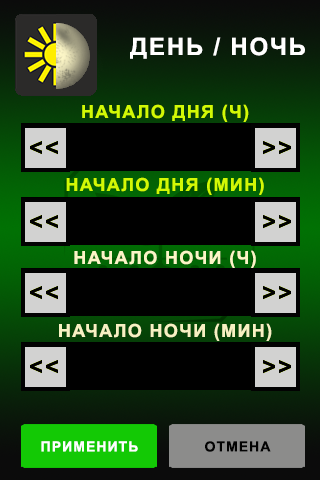 ДЕНЬ / НОЧЬ
НАЧАЛО ДНЯ (Ч)
<< >>
НАЧАЛО ДНЯ (МИН)
<< >>
НАЧАЛО НОЧИ (Ч)
<< >>
НАЧАЛО НОЧИ (МИН)
<< >>
ПРИМЕНИТЬ ОТМЕНА